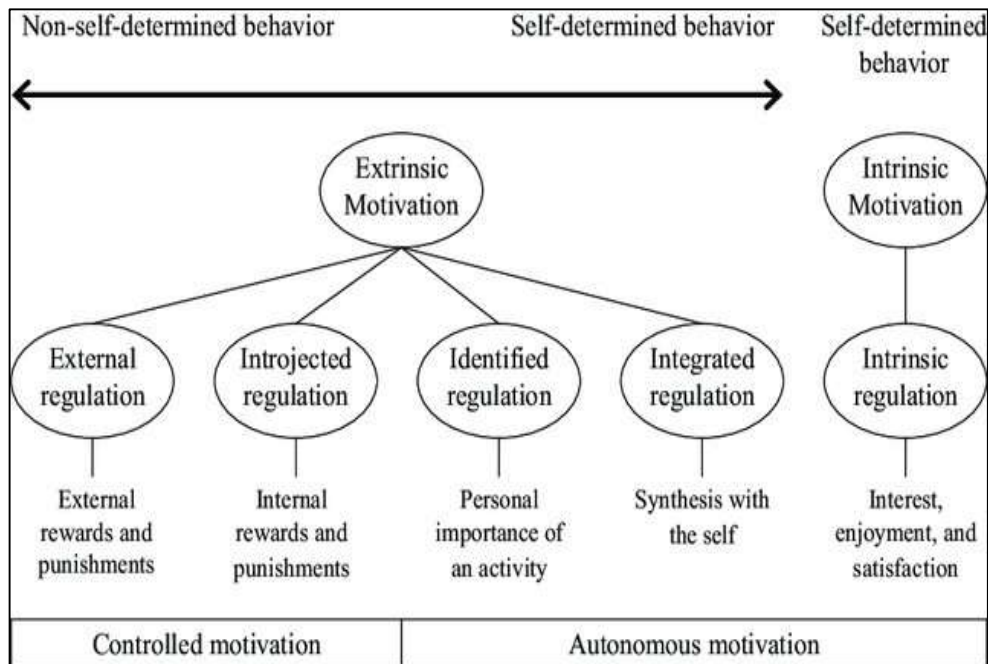 Non-self-determined behavior
Self-determined behavior
Self-determined
behavior
Extrinsic
Motivation
Intrinsic
Motivation
External
regulation
Introjected
regulation
Identified
regulation
Integrated
regulation
Intrinsic
regulation
External
rewards and
punishments
Internal
rewards and
punishments
Personal
importance of
an activity
Synthesis with
the self
Interest,
enjoyment, and
satisfaction
Controlled motivation
Autonomous motivation